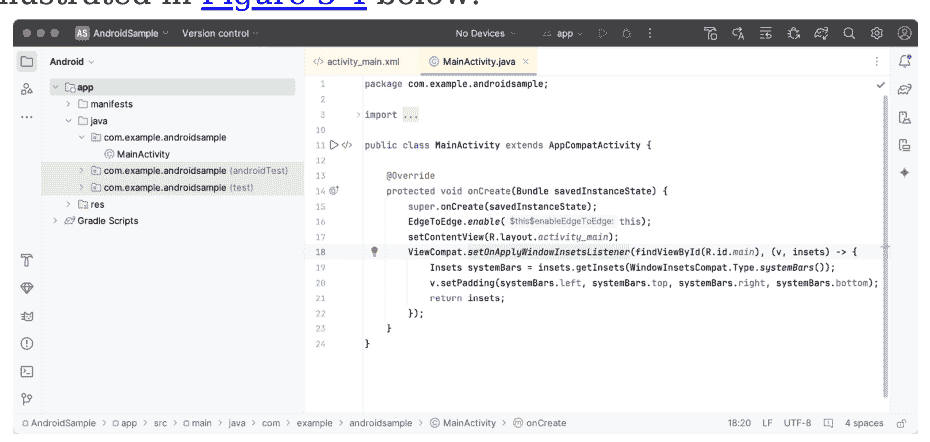 illustrated in Figure 5-1 below:
AS AndroidSample Version control No Devices app
Android
activity_main.xml MainActivity.java
app
manifests
java
com.example.androidsample
MainActivity
com.example.androidsample (androidTest)
com.example.androidsample (test)
res
Gradle Scripts
1 package com.example.androidsample;
2
3 import ...
10
11 public class MainActivity extends AppCompatActivity {
12
13 @Override
14 protected void onCreate(Bundle savedInstanceState) {
15 super.onCreate(savedInstanceState);
16 EdgeToEdge.enable( $this$enableEdgeToEdge: this);
17 setContentView(R.layout.activity_main);
18 ViewCompat.setOnApplyWindowInsetsListener(findViewById(R.id.main), (v, insets) -> {
19 Insets systemBars = insets.getInsets(WindowInsetsCompat.Type.systemBars());
20 v.setPadding(systemBars.left, systemBars.top, systemBars.right, systemBars.bottom);
21 return insets;
22 });
23 }
24 }
AndroidSample > app > src > main > java > com > example > androidsample > MainActivity > onCreate 18:20 LF UTF-8 4 spaces